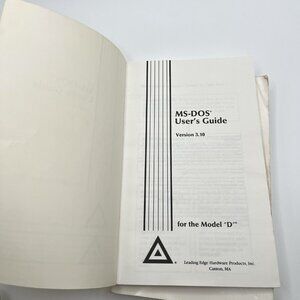 MS-DOS®
User's Guide
Version 3.10
for the Model "D"™
®
Leading Edge Hardware Products, Inc.
Canton, MA